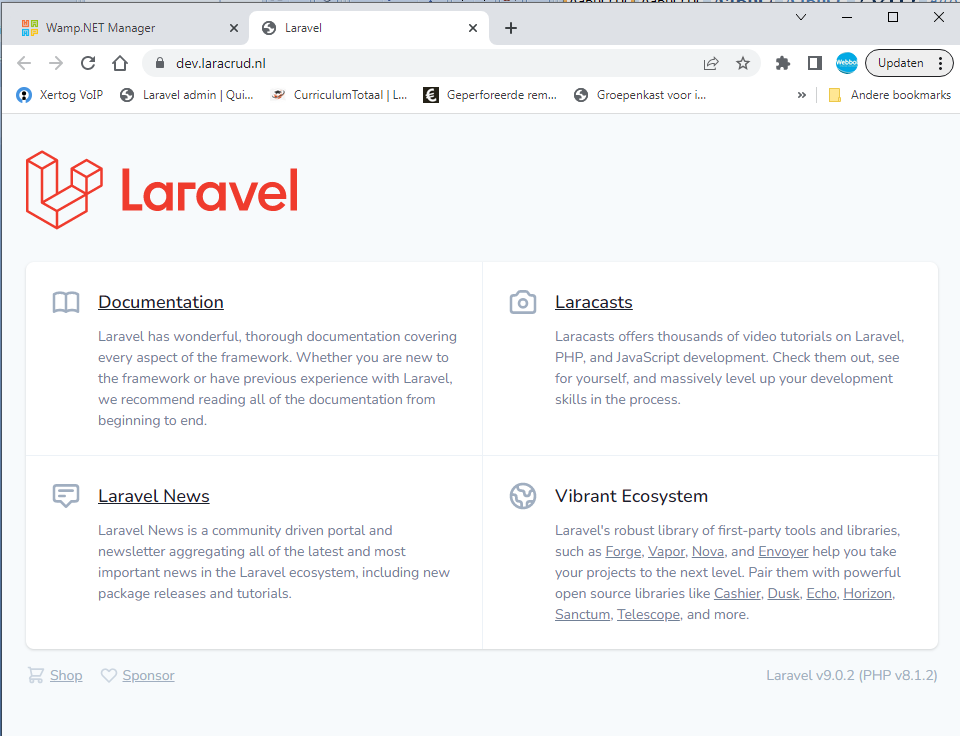 Wamp.NET Manager
Laravel
dev.laracrud.nl
Webbo
Updaten
Xertog VoIP
Laravel admin | Qui...
CurriculumTotaal | L...
Geperforeerde rem...
Groepenkast voor i...
»
Andere bookmarks
Laravel
Documentation
Laravel has wonderful, thorough documentation covering
every aspect of the framework. Whether you are new to
the framework or have previous experience with Laravel,
we recommend reading all of the documentation from
beginning to end.
Laracasts
Laracasts offers thousands of video tutorials on Laravel,
PHP, and JavaScript development. Check them out, see
for yourself, and massively level up your development
skills in the process.
Laravel News
Laravel News is a community driven portal and
newsletter aggregating all of the latest and most
important news in the Laravel ecosystem, including new
package releases and tutorials.
Vibrant Ecosystem
Laravel's robust library of first-party tools and libraries,
such as Forge, Vapor, Nova, and Envoyer help you take
your projects to the next level. Pair them with powerful
open source libraries like Cashier, Dusk, Echo, Horizon,
Sanctum, Telescope, and more.
Shop
Sponsor
Laravel v9.0.2 (PHP v8.1.2)